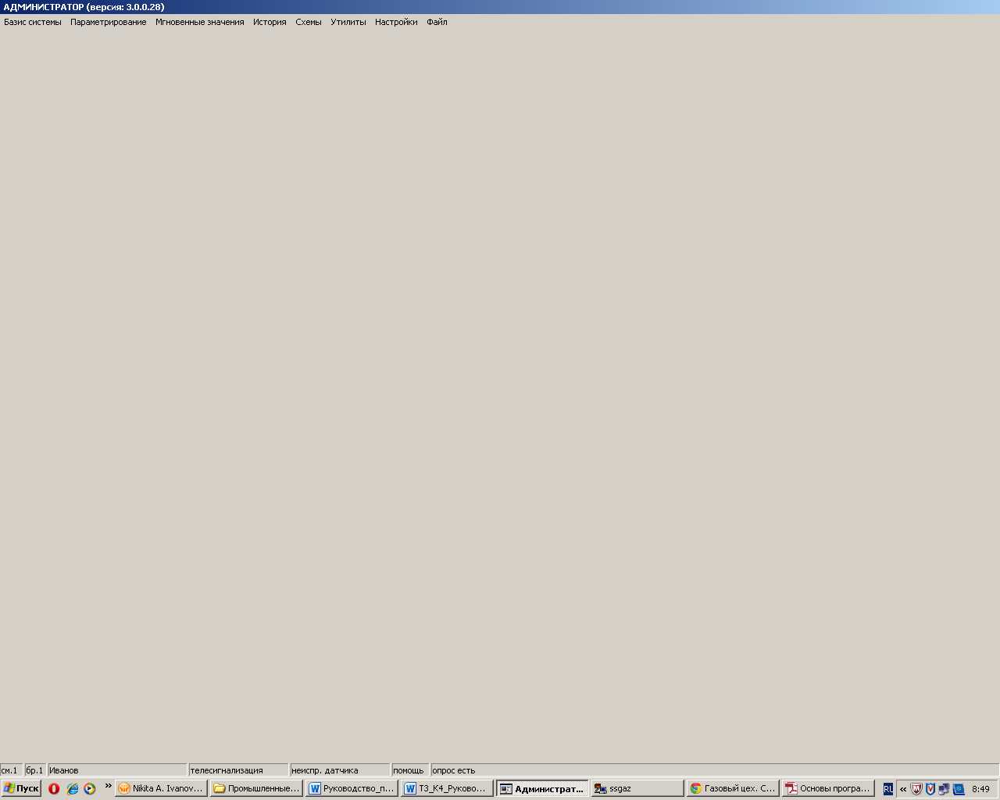 АДМИНИСТРАТОР (версия: 3.0.0.28)
Базис системы Параметрирование Мгновенные значения История Схемы Утилиты Настройки Файл
см.1 бр.1 Иванов телесигнализация неиспр. датчика помощь опрос есть
Пуск » Nikita A. Ivanov... Промышленные... Руководство_п... ТЗ_К4_Руково... Администрат... ssgaz Газовый цех. С... Основы програ... RU « 8:49